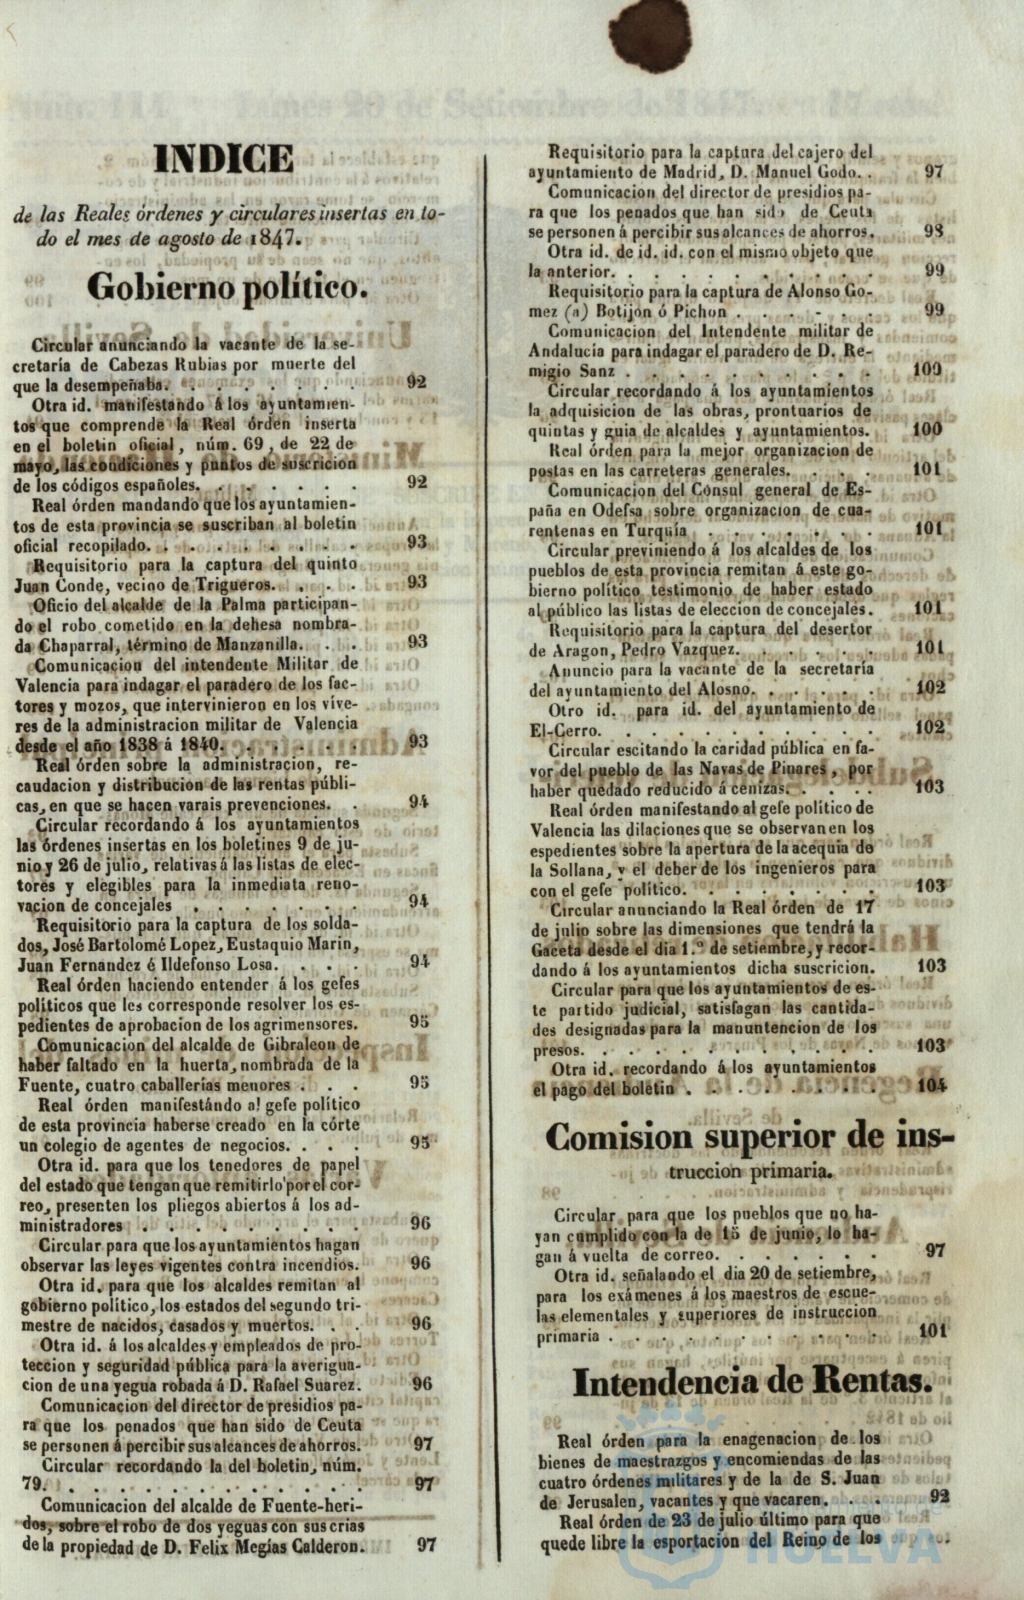 INDICE
de las Reales órdenes y circulares insertas en to-
do el mes de agosto de 1847.
Gobierno político.
Circular anunciando la vacante de la se-
cretaría de Cabezas Rubias por muerte del
que la desempeñaba. . . . . . . . 92
Otra id. manifestando á los ayuntamien-
tos que comprende la Real órden inserta
en el boletin oficial, núm. 69, de 22 de
mayo, las condiciones y puntos de suscricion
de los códigos españoles. . . . . . . 92
Real órden mandando que los ayuntamien-
tos de esta provincia se suscriban al boletin
oficial recopilado. . . . . . . . . 93
Requisitorio para la captura del quinto
Juan Conde, vecino de Trigueros. . . . 93
Oficio del alcalde de la Palma participan-
do el robo cometido en la dehesa nombra-
da Chaparral, término de Manzanilla. . . 93
Comunicacion del intendente Militar de
Valencia para indagar el paradero de los fac-
tores y mozos, que intervinieron en los víve-
res de la administracion militar de Valencia
desde el año 1838 á 1840. . . . . . 93
Real órden sobre la administracion, re-
caudacion y distribucion de las rentas públi-
cas, en que se hacen varais prevenciones. . 94
Circular recordando á los ayuntamientos
las órdenes insertas en los boletines 9 de ju-
nio y 26 de julio, relativas á las listas de elec-
tores y elegibles para la inmediata reno-
vacion de concejales . . . . . . . 94
Requisitorio para la captura de los solda-
dos, José Bartolomé Lopez, Eustaquio Marin,
Juan Fernandez é Ildefonso Losa. . . . 94
Real órden haciendo entender á los gefes
políticos que les corresponde resolver los es-
pedientes de aprobacion de los agrimensores. 95
Comunicacion del alcalde de Gibraleon de
haber faltado en la huerta, nombrada de la
Fuente, cuatro caballerías menores . . . 95
Real órden manifestándo al gefe político
de esta provincia haberse creado en la córte
un colegio de agentes de negocios. . . . 95
Otra id. para que los tenedores de papel
del estado que tengan que remitirlo por el cor-
reo, presenten los pliegos abiertos á los ad-
ministradores . . . . . . . . . 96
Circular para que los ayuntamientos hagan
observar las leyes vigentes contra incendios. 96
Otra id. para que los alcaldes remitan al
gobierno político, los estados del segundo tri-
mestre de nacidos, casados y muertos. . . 96
Otra id. á los alcaldes y empleados de pro-
teccion y seguridad pública para la averigua-
cion de una yegua robada á D. Rafael Suarez. 96
Comunicacion del director de presidios pa-
ra que los penados que han sido de Ceuta
se personen á percibir sus alcances de ahorros. 97
Circular recordando la del boletin, núm.
79. . . . . . . . . . . . . 97
Comunicacion del alcalde de Fuente-heri-
dos, sobre el robo de dos yeguas con sus crias
de la propiedad de D. Felix Megías Calderon. 97
Requisitorio para la captura del cajero del
ayuntamiento de Madrid, D. Manuel Godo. . 97
Comunicacion del director de presidios pa-
ra que los penados que han sido de Ceuta
se personen á percibir sus alcances de ahorros. 98
Otra id. de id. id. con el mismo objeto que
la anterior. . . . . . . . . . . 99
Requisitorio para la captura de Alonso Go-
mez (a) Botijon ó Pichon . . . . . . 99
Comunicacion del Intendente militar de
Andalucía para indagar el paradero de D. Re-
migio Sanz . . . . . . . . . . 100
Circular recordando á los ayuntamientos
la adquisicion de las obras, prontuarios de
quintas y guia de alcaldes y ayuntamientos. 100
Real órden para la mejor organizacion de
postas en las carreteras generales. . . . 101
Comunicacion del Cónsul general de Es-
paña en Odessa sobre organizacion de cua-
rentenas en Turquía . . . . . . . 101
Circular previniendo á los alcaldes de los
pueblos de esta provincia remitan á este go-
bierno político testimonio de haber estado
al público las listas de eleccion de concejales. 101
Requisitorio para la captura del desertor
de Aragon, Pedro Vazquez. . . . . . 101
Anuncio para la vacante de la secretaría
del ayuntamiento del Alosno. . . . . . 102
Otro id. para id. del ayuntamiento de
El-Cerro. . . . . . . . . . . 102
Circular escitando la caridad pública en fa-
vor del pueblo de las Navas de Pinares, por
haber quedado reducido á cenizas. . . . . 103
Real órden manifestando al gefe político de
Valencia las dilaciones que se observan en los
espedientes sobre la apertura de la acequia de
la Sollana, y el deber de los ingenieros para
con el gefe político. . . . . . . . 103
Circular anunciando la Real órden de 17
de julio sobre las dimensiones que tendrá la
Gaceta desde el dia 1.º de setiembre, y recor-
dando á los ayuntamientos dicha suscricion. 103
Circular para que los ayuntamientos de es-
te partido judicial, satisfagan las cantida-
des designadas para la manuntencion de los
presos. . . . . . . . . . . . 103
Otra id. recordando á los ayuntamientos
el pago del boletin . . . . . . . . 104
Comision superior de ins-
truccion primaria.
Circular para que los pueblos que no ha-
yan cumplido con la de 15 de junio, lo ha-
gan á vuelta de correo. . . . . . . 97
Otra id. señalando el dia 20 de setiembre,
para los exámenes á los maestros de escue-
las elementales y superiores de instruccion
primaria . . . . . . . . . . . 101
Intendencia de Rentas.
Real órden para la enagenacion de los
bienes de maestrazgos y encomiendas de las
cuatro órdenes militares y de la de S. Juan
de Jerusalen, vacantes y que vacaren. . . . 92
Real órden de 23 de julio último para que
quede libre la esportacion del Reino de los
HUELVA